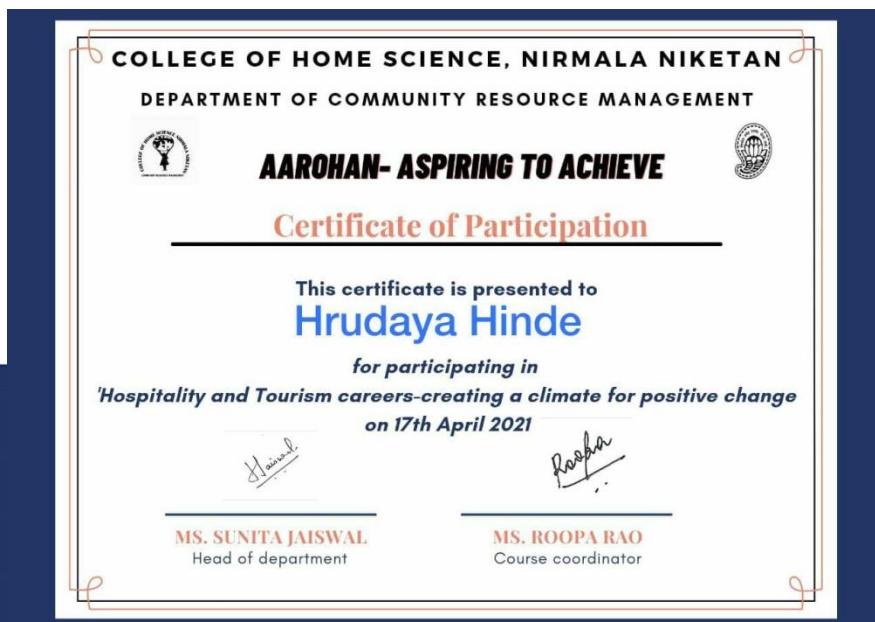 COLLEGE OF HOME SCIENCE, NIRMALA NIKETAN
DEPARTMENT OF COMMUNITY RESOURCE MANAGEMENT
AAROHAN- ASPIRING TO ACHIEVE
Certificate of Participation
This certificate is presented to
Hrudaya Hinde
for participating in
'Hospitality and Tourism careers-creating a climate for positive change
on 17th April 2021
Jaiswal
Roopa
MS. SUNITA JAISWAL
Head of department
MS. ROOPA RAO
Course coordinator